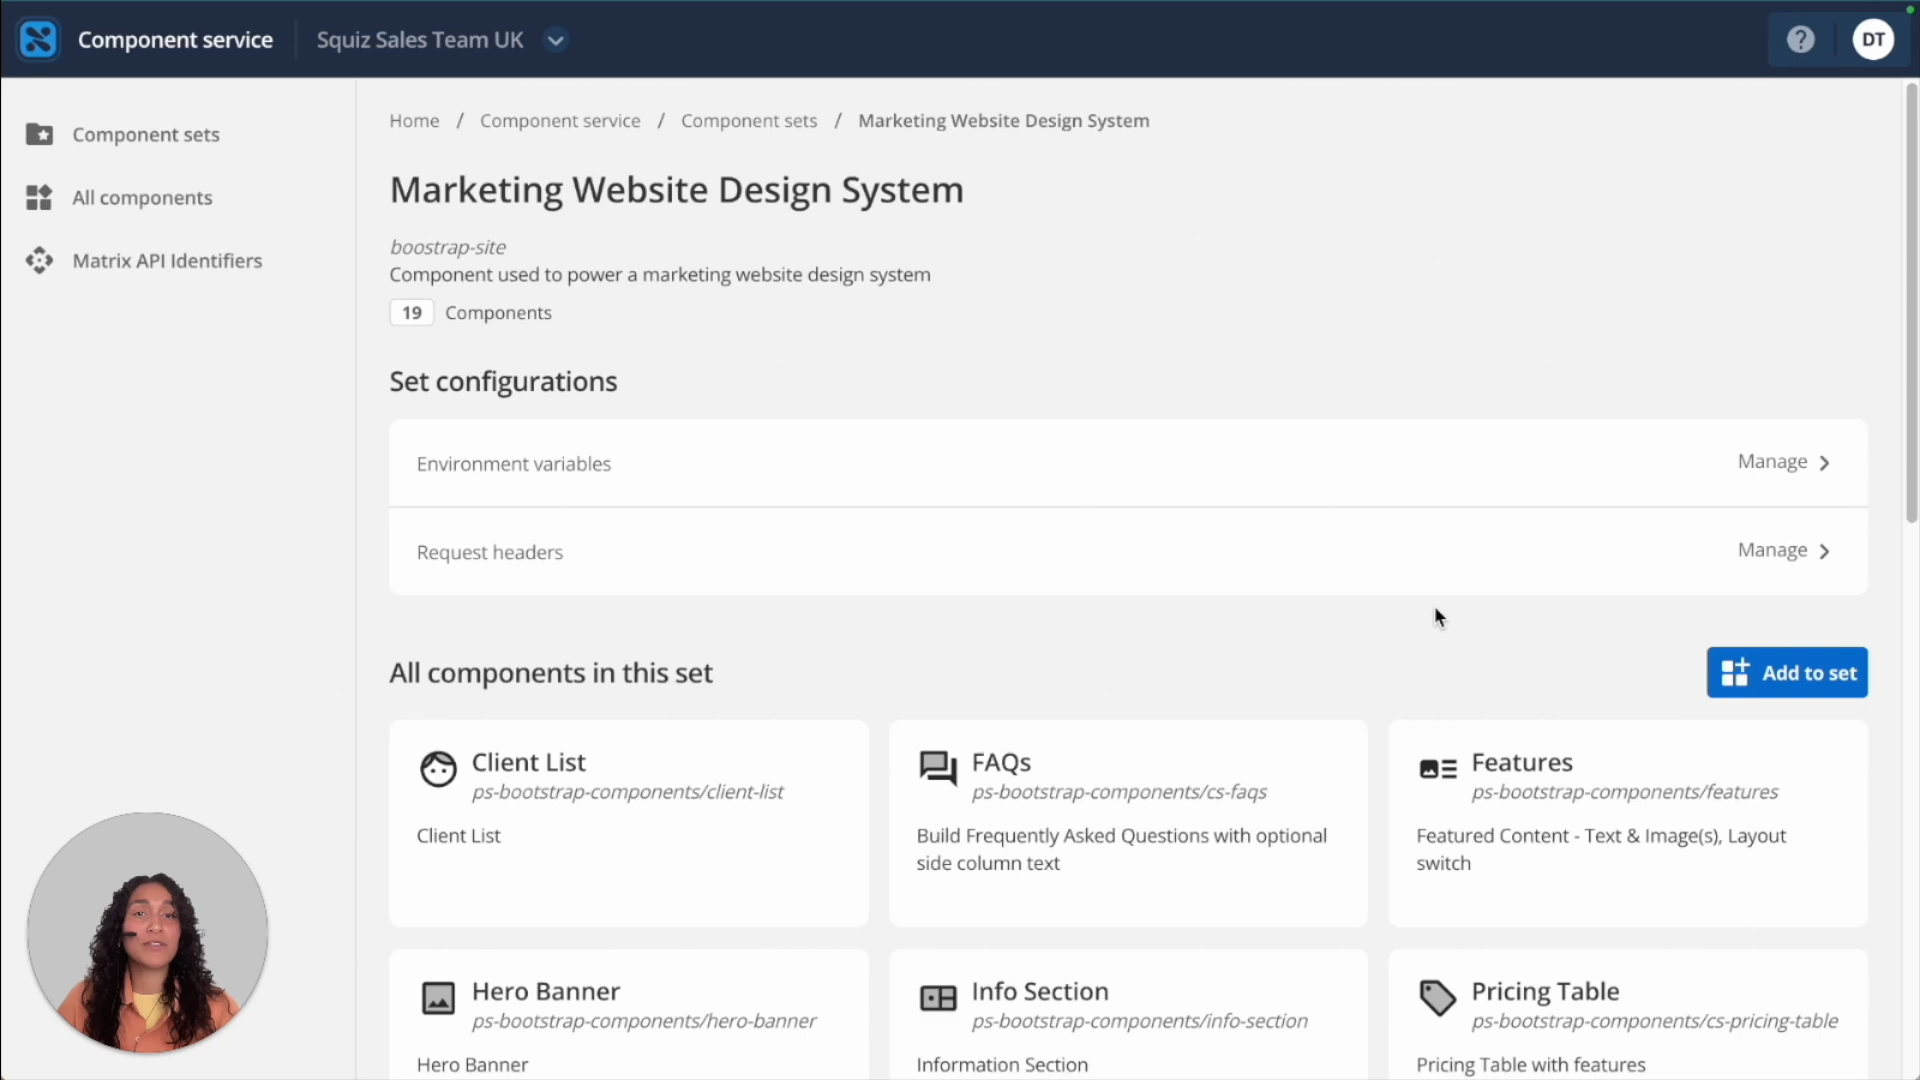 Component service
Squiz Sales Team UK
DT
Component sets
All components
Matrix API Identifiers
Home / Component service / Component sets / Marketing Website Design System
Marketing Website Design System
boostrap-site
Component used to power a marketing website design system
19 Components
Set configurations
Environment variables
Manage
Request headers
Manage
All components in this set
Add to set
Client List
ps-bootstrap-components/client-list
Client List
FAQs
ps-bootstrap-components/cs-faqs
Build Frequently Asked Questions with optional
side column text
Features
ps-bootstrap-components/features
Featured Content - Text & Image(s), Layout
switch
Hero Banner
ps-bootstrap-components/hero-banner
Hero Banner
Info Section
ps-bootstrap-components/info-section
Information Section
Pricing Table
ps-bootstrap-components/cs-pricing-table
Pricing Table with features